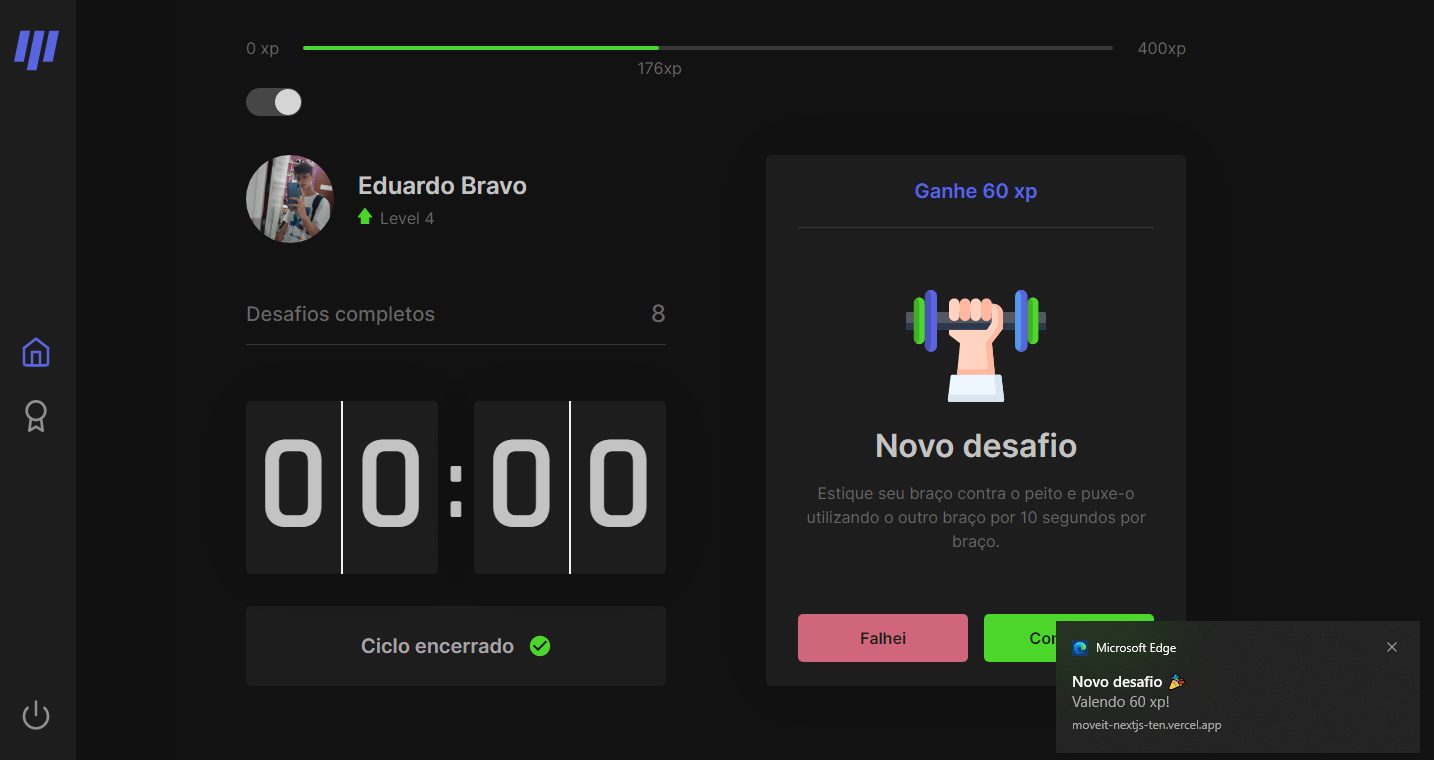 0 xp
400xp
176xp
Eduardo Bravo
Level 4
Desafios completos
8
00:00
Ciclo encerrado
Ganhe 60 xp
Novo desafio
Estique seu braço contra o peito e puxe-o
utilizando o outro braço por 10 segundos por
braço.
Falhei
Microsoft Edge
Novo desafio 🎉
Valendo 60 xp!
moveit-nextjs-ten.vercel.app